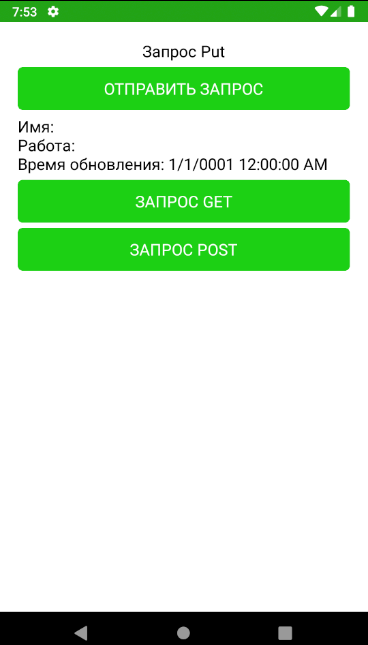 7:53
Запрос Put
ОТПРАВИТЬ ЗАПРОС
Имя:
Работа:
Время обновления: 1/1/0001 12:00:00 AM
ЗАПРОС GET
ЗАПРОС POST